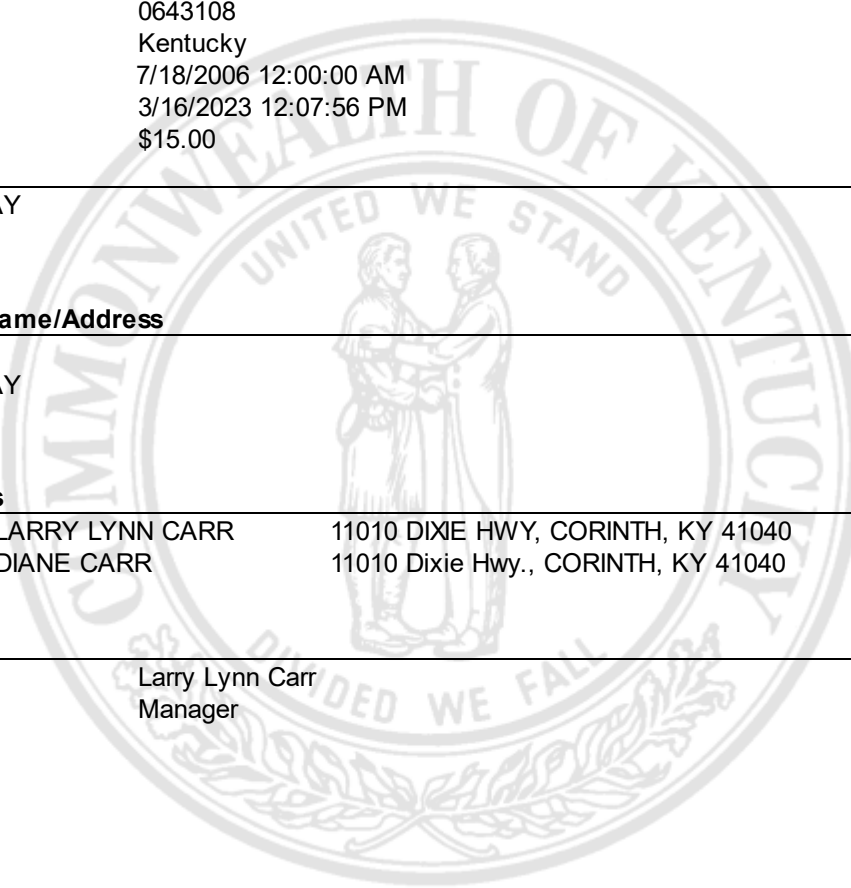 0643108
Kentucky
7/18/2006 12:00:00 AM
3/16/2023 12:07:56 PM
$15.00
AY
ame/Address
AY
s
LARRY LYNN CARR 11010 DIXIE HWY, CORINTH, KY 41040
DIANE CARR 11010 Dixie Hwy., CORINTH, KY 41040
Larry Lynn Carr
Manager
COMMONWEALTH OF KENTUCKY
UNITED WE STAND
DIVIDED WE FALL